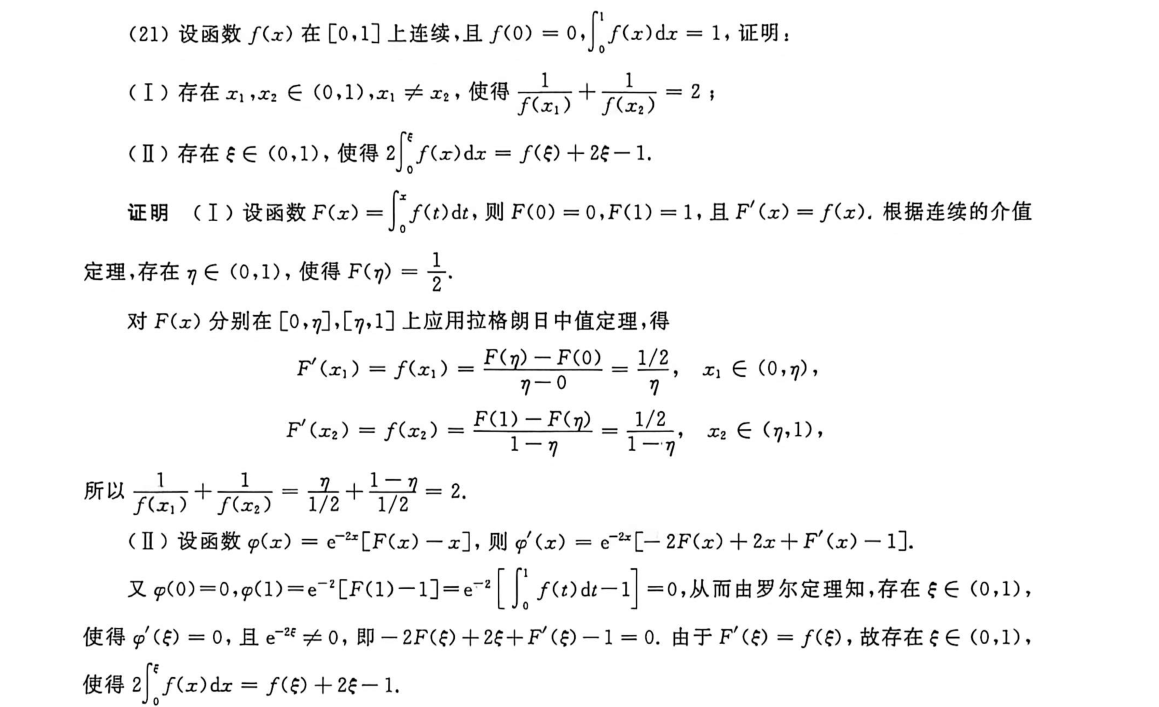 (21) 设函数 f(x) 在 [0,1] 上连续,且 f(0) = 0,∫₀¹ f(x)dx = 1, 证明:
(Ⅰ) 存在 x₁,x₂ ∈ (0,1),x₁ ≠ x₂, 使得 1/f(x₁) + 1/f(x₂) = 2;
(Ⅱ) 存在 ξ ∈ (0,1), 使得 2∫₀^ξ f(x)dx = f(ξ) + 2ξ − 1.
证明 (Ⅰ) 设函数 F(x) = ∫₀ˣ f(t)dt, 则 F(0) = 0,F(1) = 1, 且 F′(x) = f(x). 根据连续的介值
定理,存在 η ∈ (0,1), 使得 F(η) = 1/2.
对 F(x) 分别在 [0,η],[η,1] 上应用拉格朗日中值定理,得
F′(x₁) = f(x₁) = (F(η) − F(0))/(η − 0) = (1/2)/η, x₁ ∈ (0,η),
F′(x₂) = f(x₂) = (F(1) − F(η))/(1 − η) = (1/2)/(1 − η), x₂ ∈ (η,1),
所以 1/f(x₁) + 1/f(x₂) = η/(1/2) + (1 − η)/(1/2) = 2.
(Ⅱ) 设函数 φ(x) = e^(−2x)[F(x) − x], 则 φ′(x) = e^(−2x)[− 2F(x) + 2x + F′(x) − 1].
又 φ(0)=0,φ(1)=e^(−2)[F(1)−1]=e^(−2)[∫₀¹ f(t)dt−1]=0,从而由罗尔定理知,存在 ξ ∈ (0,1),
使得 φ′(ξ) = 0, 且 e^(−2ξ) ≠ 0, 即 − 2F(ξ) + 2ξ + F′(ξ) − 1 = 0. 由于 F′(ξ) = f(ξ), 故存在 ξ ∈ (0,1),
使得 2∫₀^ξ f(x)dx = f(ξ) + 2ξ − 1.